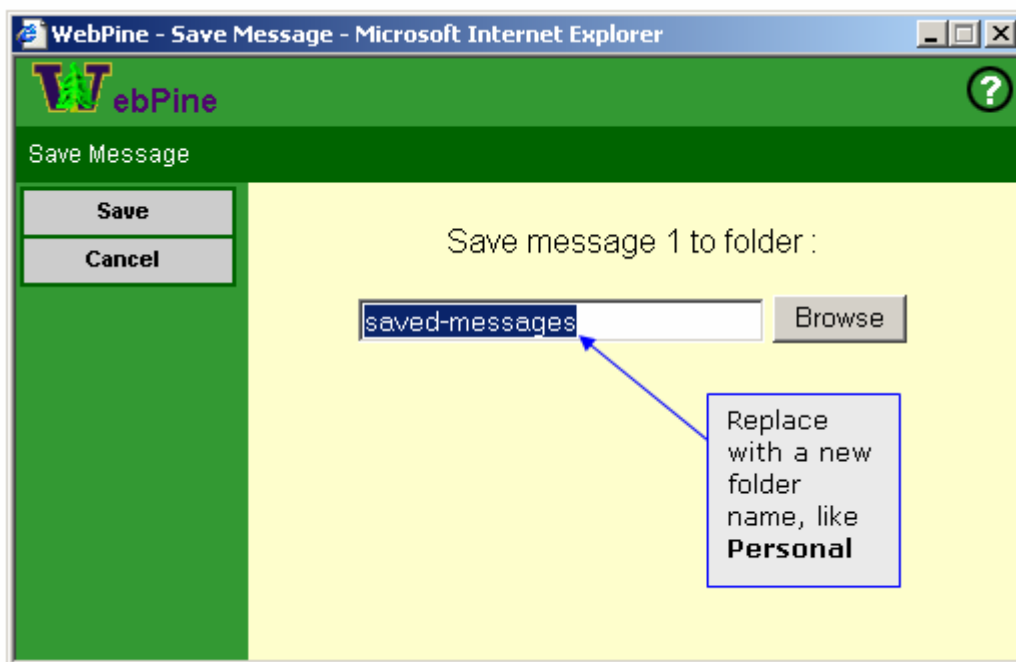 WebPine - Save Message - Microsoft Internet Explorer
WebPine
?
Save Message
Save
Cancel
Save message 1 to folder :
saved-messages
Browse
Replace
with a new
folder
name, like
Personal